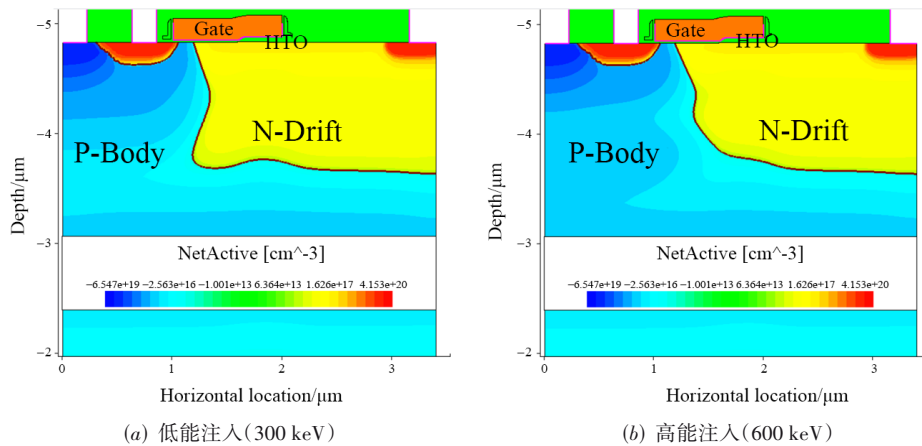 −5
−4
−3
−2
Depth/μm
Gate
HTO
P-Body
N-Drift
NetActive [cm^-3]
−6.547e+19 −2.563e+16 −1.001e+13 6.364e+13 1.626e+17 4.153e+20
0 1 2 3
Horizontal location/μm
(a) 低能注入(300 keV)
−5
−4
−3
−2
Depth/μm
Gate
HTO
P-Body
N-Drift
NetActive [cm^-3]
−6.547e+19 −2.563e+16 −1.001e+13 6.364e+13 1.626e+17 4.153e+20
0 1 2 3
Horizontal location/μm
(b) 高能注入(600 keV)